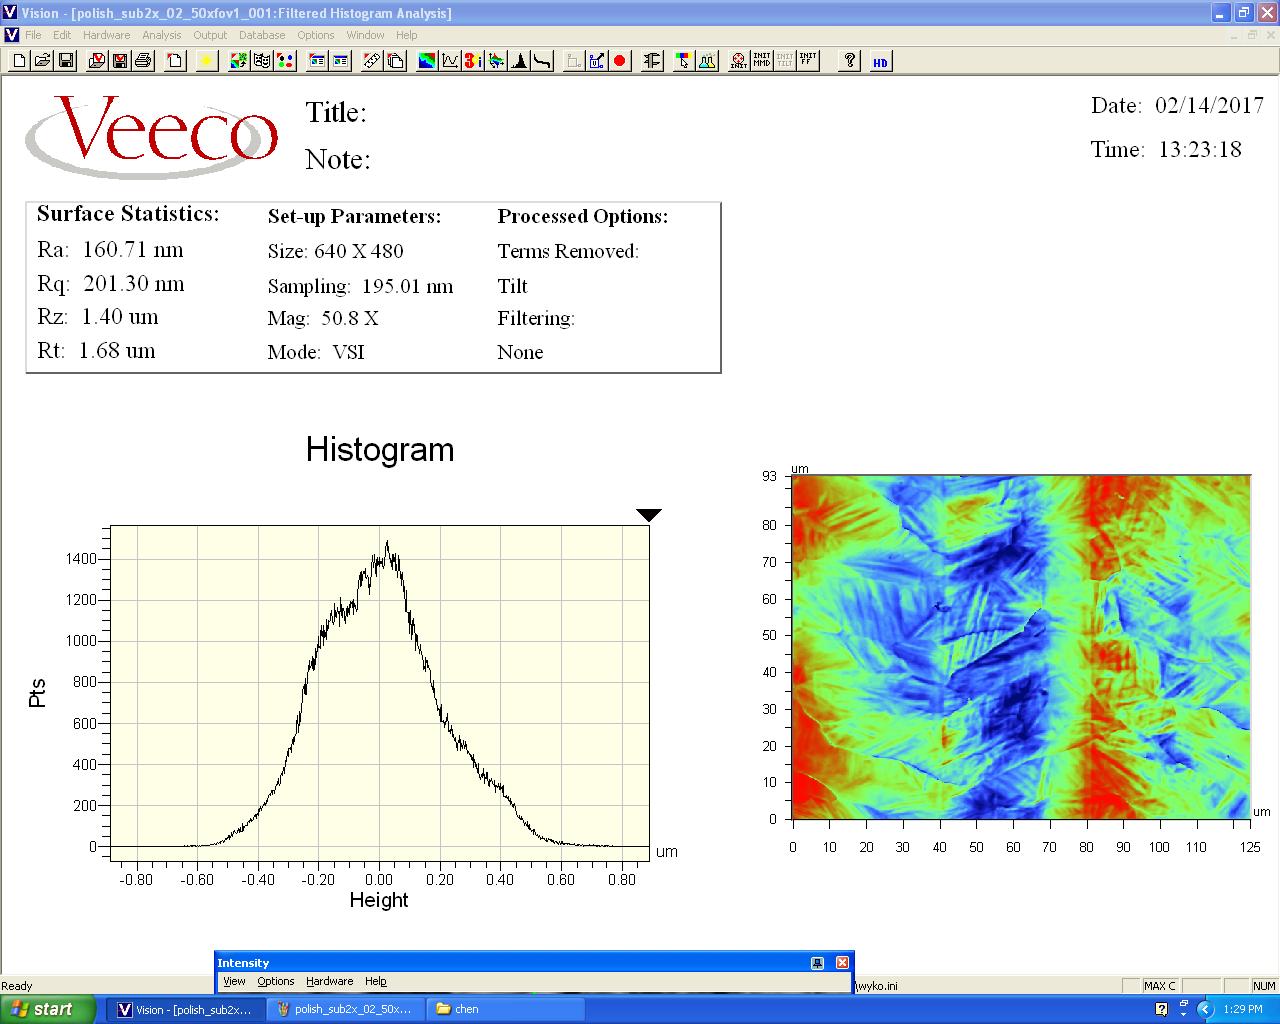 Vision - [polish_sub2x_02_50xfov1_001:Filtered Histogram Analysis]
File Edit Hardware Analysis Output Database Options Window Help
INIT INIT MMD INIT TILT INIT FF ? HD
Veeco
Title:
Note:
Date: 02/14/2017
Time: 13:23:18
Surface Statistics:
Ra: 160.71 nm
Rq: 201.30 nm
Rz: 1.40 um
Rt: 1.68 um
Set-up Parameters:
Size: 640 X 480
Sampling: 195.01 nm
Mag: 50.8 X
Mode: VSI
Processed Options:
Terms Removed:
Tilt
Filtering:
None
Histogram
Pts
1400
1200
1000
800
600
400
200
0
-0.80 -0.60 -0.40 -0.20 0.00 0.20 0.40 0.60 0.80
um
Height
um
93
80
70
60
50
40
30
20
10
0
um
0 10 20 30 40 50 60 70 80 90 100 110 125
Intensity
View Options Hardware Help
Ready
\wyko.ini
MAX C
NUM
start
Vision - [polish_sub2x...
polish_sub2x_02_50x...
chen
1:29 PM